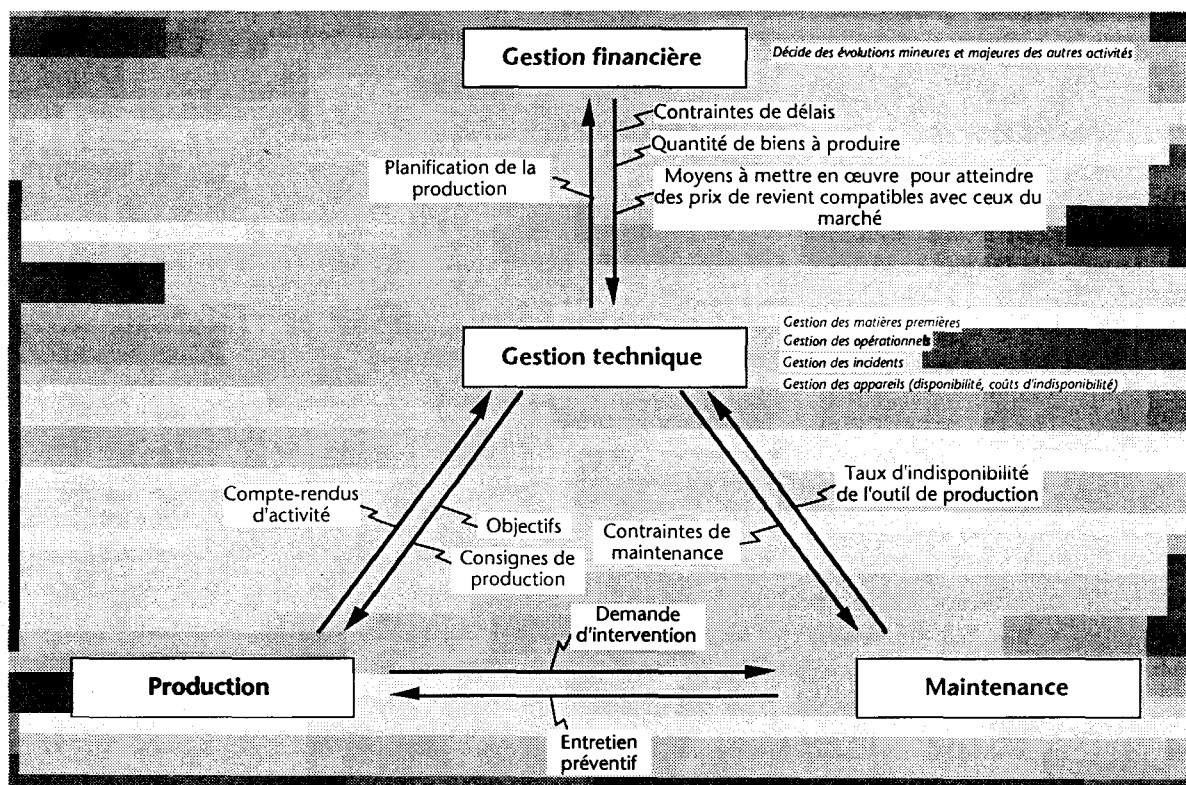 Gestion financière
Décide des évolutions mineures et majeures des autres activités
Contraintes de délais
Quantité de biens à produire
Planification de la
production
Moyens à mettre en œuvre pour atteindre
des prix de revient compatibles avec ceux du
marché
Gestion technique
Gestion des matières premières
Gestion des opérationnels
Gestion des incidents
Gestion des appareils (disponibilité, coûts d'indisponibilité)
Compte-rendus
d'activité
Objectifs
Consignes de
production
Contraintes de
maintenance
Taux d'indisponibilité
de l'outil de production
Demande
d'intervention
Production
Maintenance
Entretien
préventif